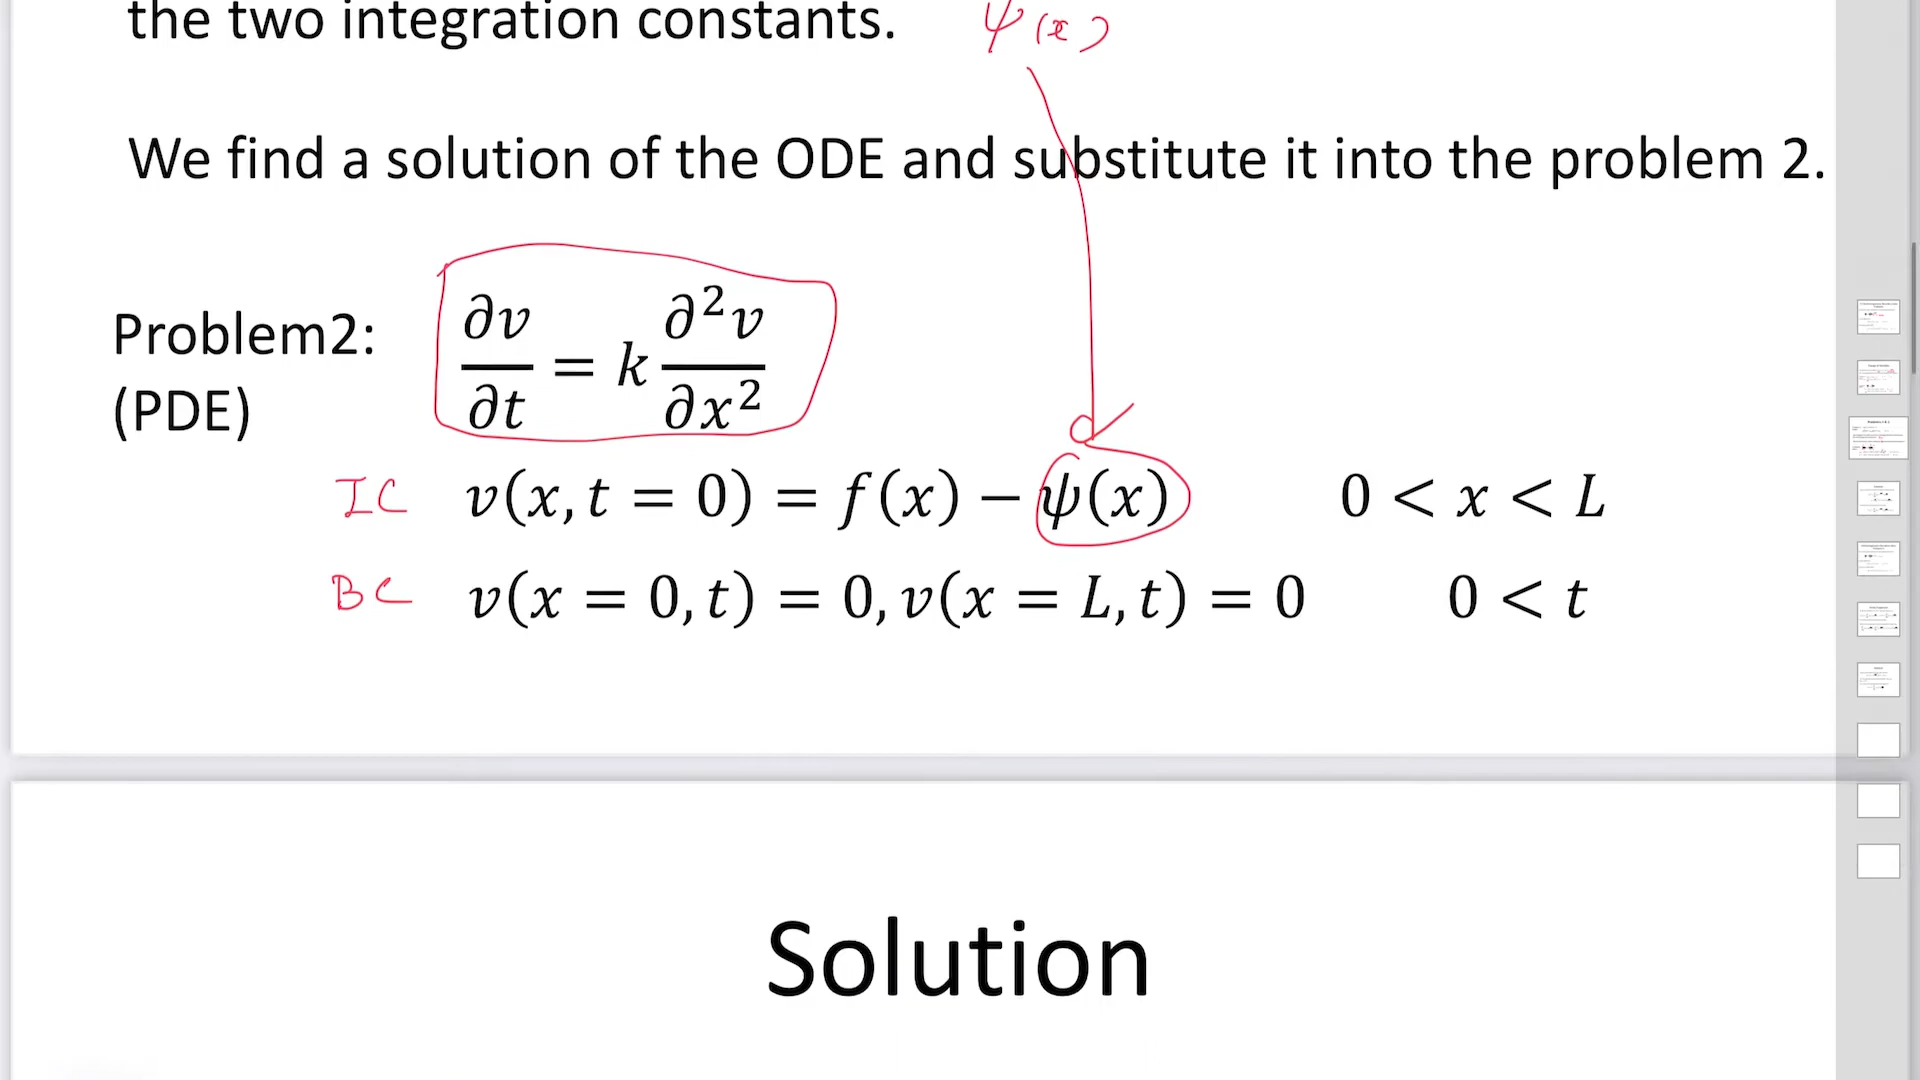 the two integration constants. ψ(x)
We find a solution of the ODE and substitute it into the problem 2.
Problem2: ∂v/∂t = k ∂²v/∂x²
(PDE)
IC v(x, t = 0) = f(x) − ψ(x) 0 < x < L
BC v(x = 0, t) = 0, v(x = L, t) = 0 0 < t
Solution